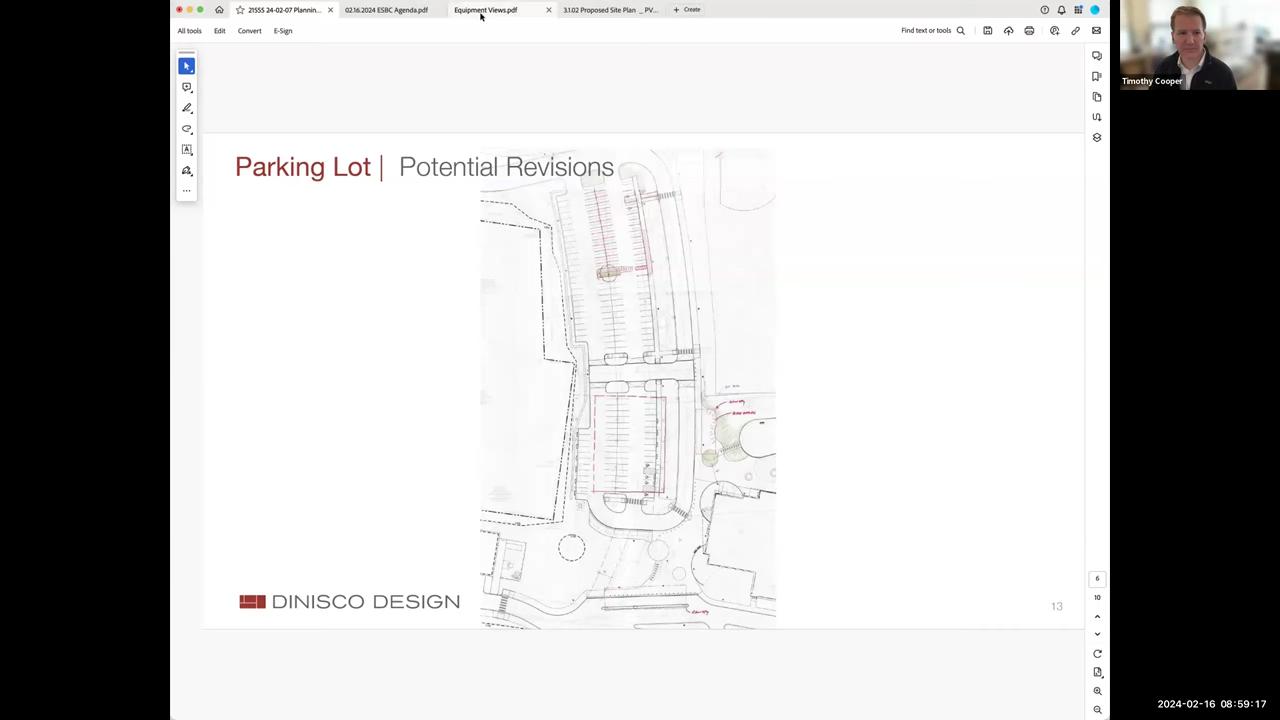 21SSS 24-02-07 Plannin...
02.16.2024 ESBC Agenda.pdf
Equipment Views.pdf
3.1.02 Proposed Site Plan _ PV...
Create
All tools
Edit
Convert
E-Sign
Find text or tools
Timothy Cooper
Parking Lot | Potential Revisions
DINISCO DESIGN
13
6
10
2024-02-16 08:59:17